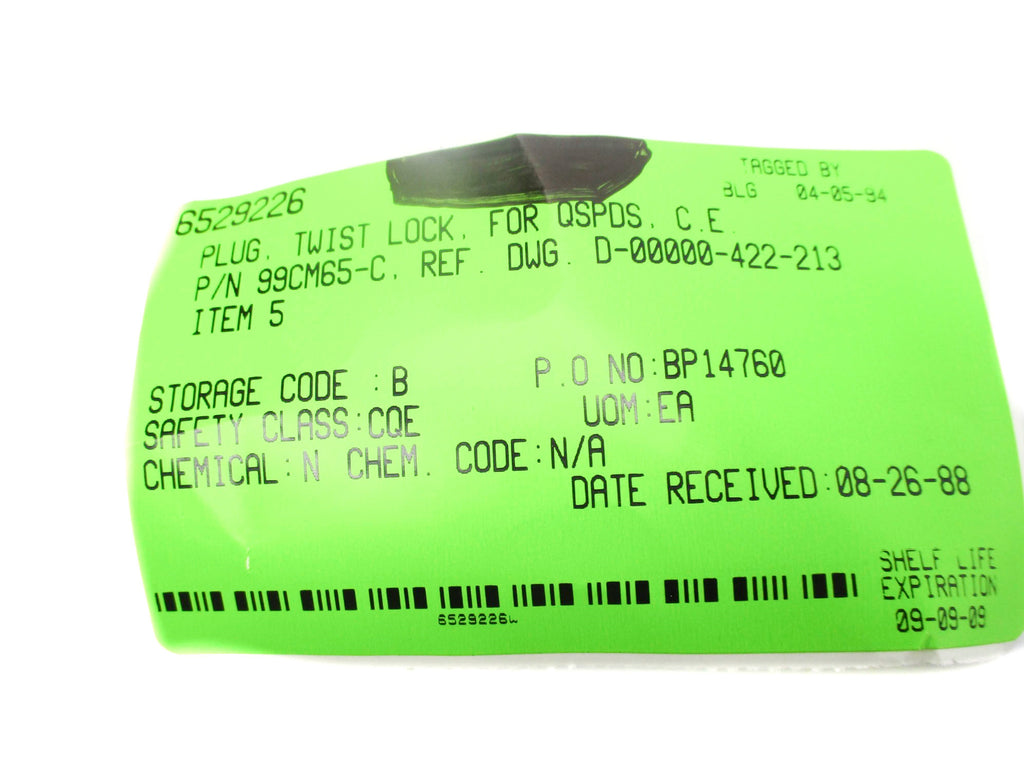 TAGGED BY
6529226 BLG 04-05-94
PLUG, TWIST LOCK, FOR QSPDS, C.E.
P/N 99CM65-C, REF. DWG. D-00000-422-213
ITEM 5
STORAGE CODE : B P.O NO:BP14760
SAFETY CLASS:CQE UOM:EA
CHEMICAL:N CHEM. CODE:N/A
DATE RECEIVED:08-26-88
SHELF LIFE
EXPIRATION
09-09-09
6529226W